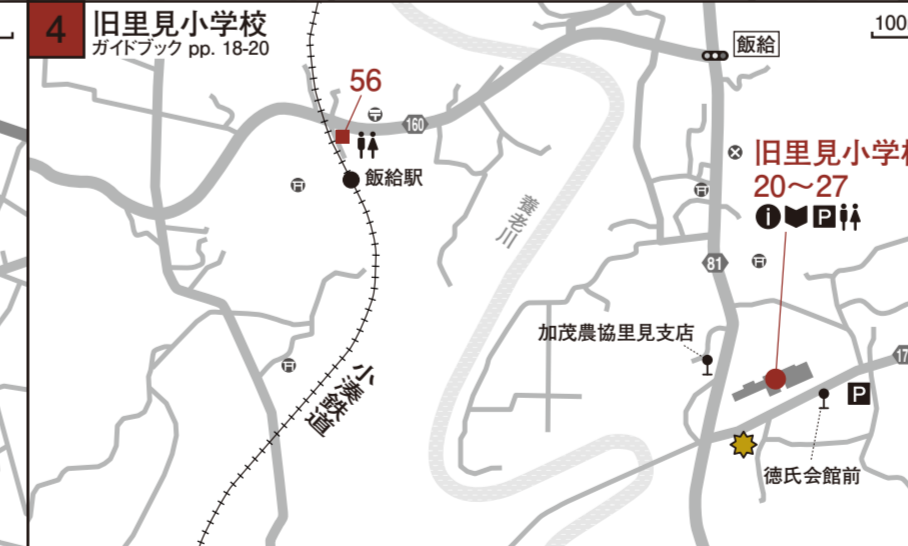 4
旧里見小学校
ガイドブック pp. 18-20
100
飯給
56
〒
160
旧里見小学校
20〜27
i
P
飯給駅
養老川
81
加茂農協里見支店
小湊鉄道
17
P
徳氏会館前